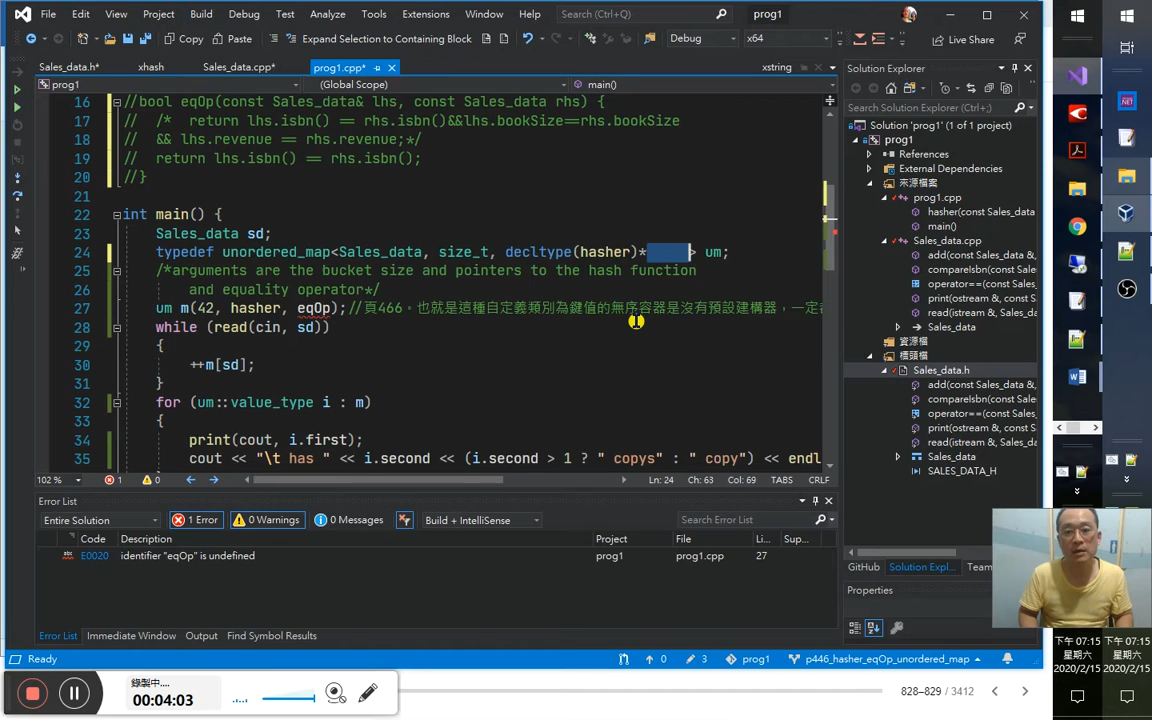 File Edit View Project Build Debug Test Analyze Tools Extensions Window Help Search (Ctrl+Q) prog1
Copy Paste Expand Selection to Containing Block Debug x64 Live Share
Sales_data.h* xhash Sales_data.cpp* prog1.cpp* xstring
prog1 (Global Scope) main()
16 //bool eqOp(const Sales_data& lhs, const Sales_data rhs) {
17 // /* return lhs.isbn() == rhs.isbn()&&lhs.bookSize==rhs.bookSize
18 // && lhs.revenue == rhs.revenue;*/
19 // return lhs.isbn() == rhs.isbn();
20 //}
21
22 int main() {
23 Sales_data sd;
24 typedef unordered_map<Sales_data, size_t, decltype(hasher)* > um;
25 /*arguments are the bucket size and pointers to the hash function
26 and equality operator*/
27 um m(42, hasher, eqOp);//頁466。也就是這種自定義類別為鍵值的無序容器是沒有預設建構器，一定
28 while (read(cin, sd))
29 {
30 ++m[sd];
31 }
32 for (um::value_type i : m)
33 {
34 print(cout, i.first);
35 cout << "\t has " << i.second << (i.second > 1 ? " copys" : " copy") << endl
102 % 1 0 Ln: 24 Ch: 63 Col: 69 TABS CRLF
Error List
Entire Solution 1 Error 0 Warnings 0 Messages Build + IntelliSense Search Error List
Code Description Project File Li... Sup...
E0020 identifier "eqOp" is undefined prog1 prog1.cpp 27
Error List Immediate Window Output Find Symbol Results
Solution Explorer
Search Solution Explorer (Ctrl+;)
Solution 'prog1' (1 of 1 project)
prog1
References
External Dependencies
來源檔案
prog1.cpp
hasher(const Sales_data
main()
Sales_data.cpp
add(const Sales_data &,
compareIsbn(const Sales
operator==(const Sales_
print(ostream &, const S
read(istream &, Sales_da
Sales_data
資源檔
標頭檔
Sales_data.h
add(const Sales_data &,
compareIsbn(const Sales
operator==(const Sales_
print(ostream &, const S
read(istream &, Sales_da
Sales_data
SALES_DATA_H
GitHub Solution Expl... Team
Properties
Ready 0 3 prog1 p446_hasher_eqOp_unordered_map
錄製中...
00:04:03
828–829 / 3412
下午 07:15 下午 07:15
星期六 星期六
2020/2/15 2020/2/15